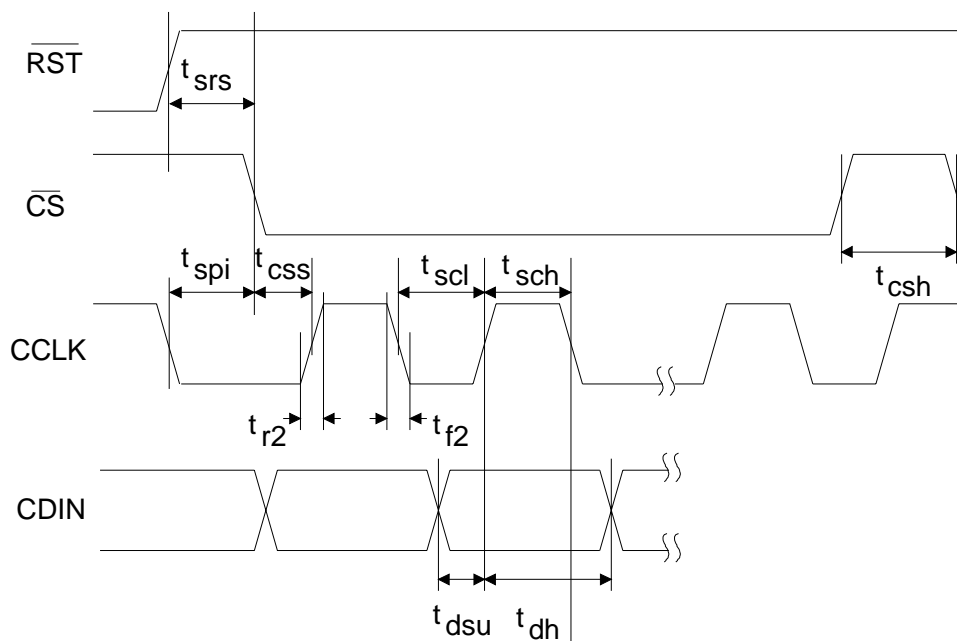 RST
t srs
CS
t spi
t css
t scl
t sch
t csh
CCLK
t r2
t f2
CDIN
t dsu
t dh